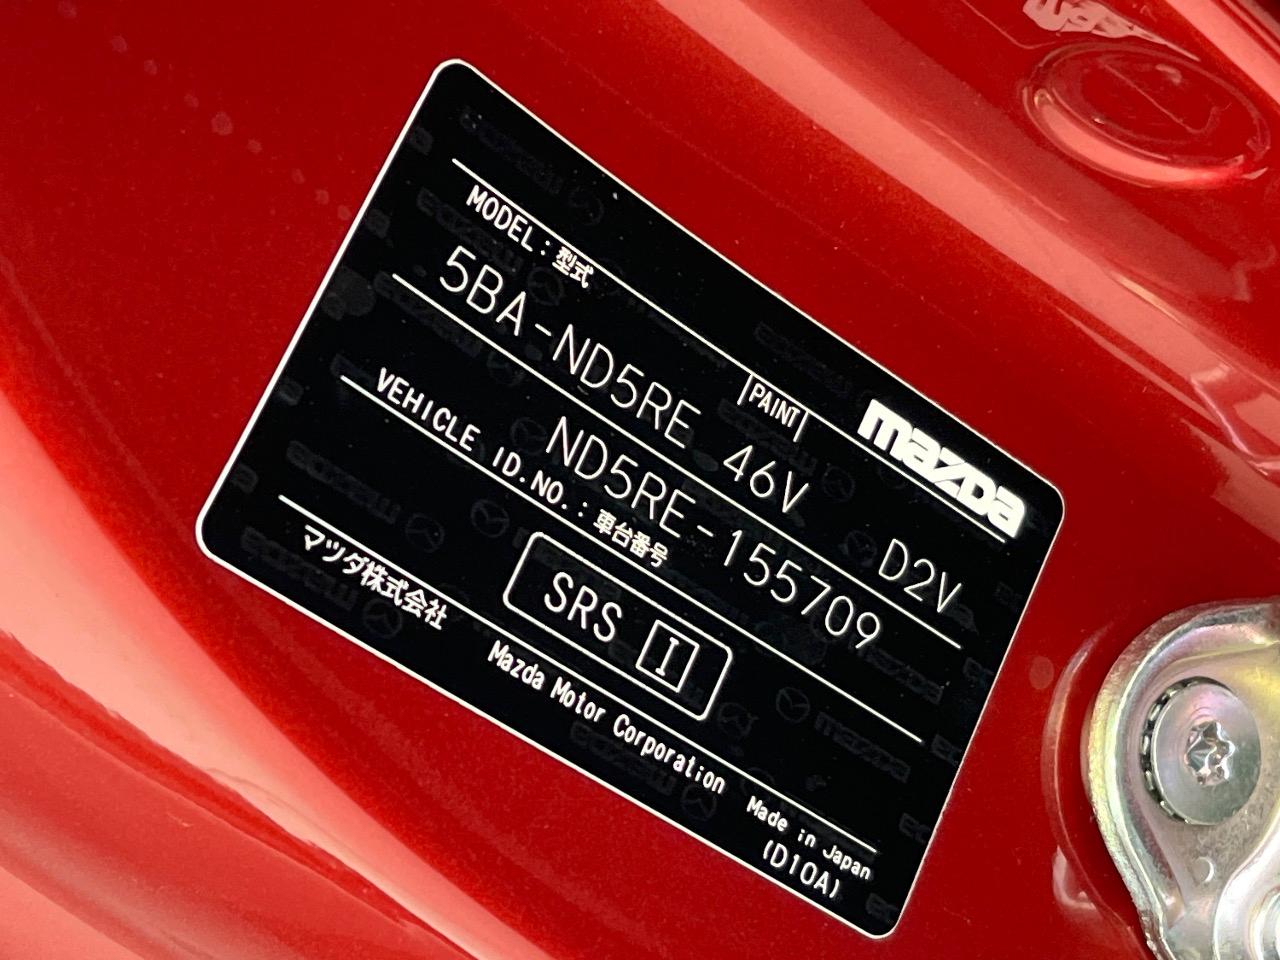 mazda
MODEL:型式
PAINT
5BA-ND5RE 46V D2V
ND5RE-155709
VEHICLE ID.NO.:車台番号
SRS I
マツダ株式会社 Mazda Motor Corporation Made in Japan
(D10A)